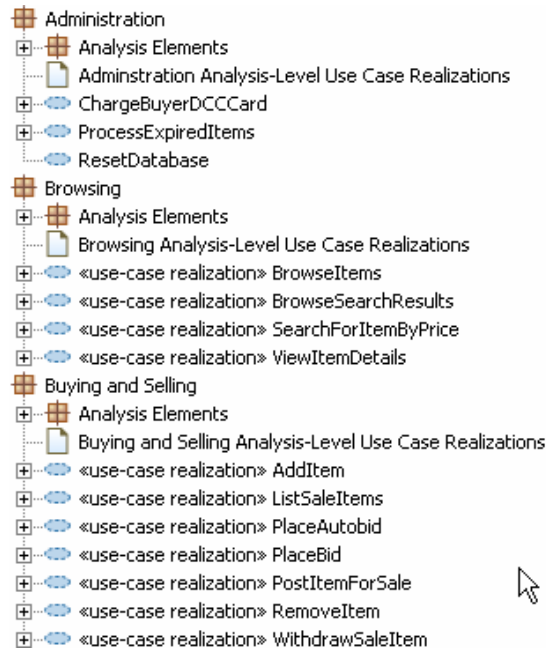 Administration
Analysis Elements
Adminstration Analysis-Level Use Case Realizations
ChargeBuyerDCCCard
ProcessExpiredItems
ResetDatabase
Browsing
Analysis Elements
Browsing Analysis-Level Use Case Realizations
«use-case realization» BrowseItems
«use-case realization» BrowseSearchResults
«use-case realization» SearchForItemByPrice
«use-case realization» ViewItemDetails
Buying and Selling
Analysis Elements
Buying and Selling Analysis-Level Use Case Realizations
«use-case realization» AddItem
«use-case realization» ListSaleItems
«use-case realization» PlaceAutobid
«use-case realization» PlaceBid
«use-case realization» PostItemForSale
«use-case realization» RemoveItem
«use-case realization» WithdrawSaleItem